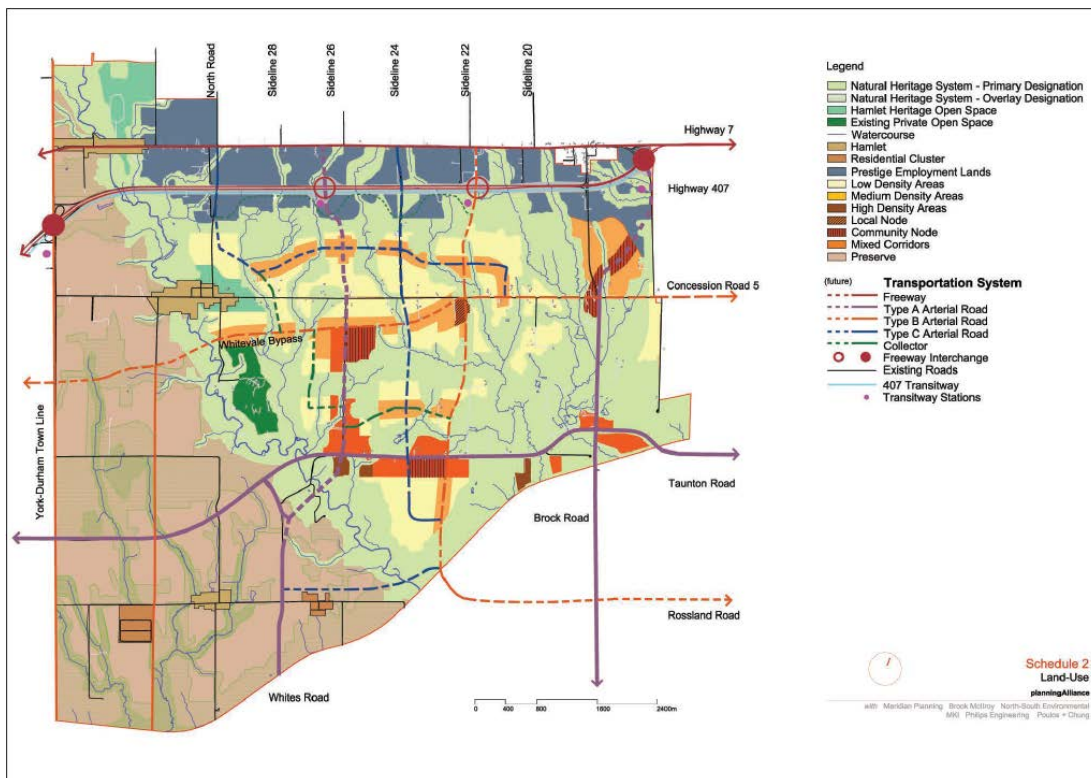 North Road
Sideline 28
Sideline 26
Sideline 24
Sideline 22
Sideline 20
Highway 7
Highway 407
Concession Road 5
Whitevale Bypass
York-Durham Town Line
Taunton Road
Brock Road
Rossland Road
Whites Road
0 400 800 1600 2400m
Legend
Natural Heritage System - Primary Designation
Natural Heritage System - Overlay Designation
Hamlet Heritage Open Space
Existing Private Open Space
Watercourse
Hamlet
Residential Cluster
Prestige Employment Lands
Low Density Areas
Medium Density Areas
High Density Areas
Local Node
Community Node
Mixed Corridors
Preserve
(future) Transportation System
Freeway
Type A Arterial Road
Type B Arterial Road
Type C Arterial Road
Collector
Freeway Interchange
Existing Roads
407 Transitway
Transitway Stations
Schedule 2
Land-Use
planningAlliance
with Meridian Planning Brock McIlroy North-South Environmental
MKI Philips Engineering Poulos + Chung